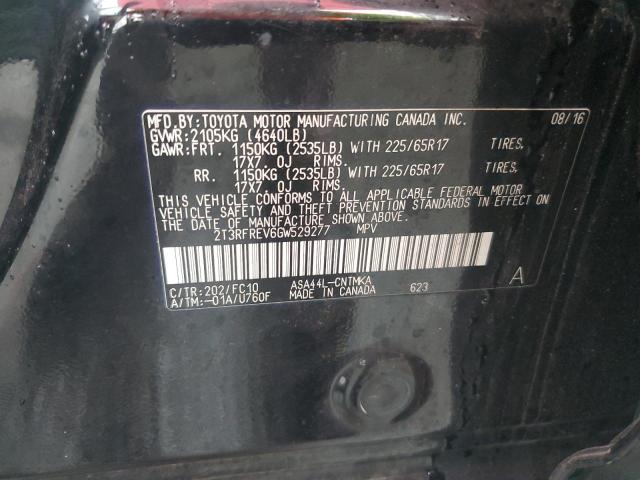 MFD.BY:TOYOTA MOTOR MANUFACTURING CANADA INC. 08/16
GVWR:2105KG (4640LB)
GAWR:FRT. 1150KG (2535LB) WITH 225/65R17 TIRES.
17X7. 0J RIMS.
RR. 1150KG (2535LB) WITH 225/65R17 TIRES.
17X7. 0J RIMS.
THIS VEHICLE CONFORMS TO ALL APPLICABLE FEDERAL MOTOR
VEHICLE SAFETY AND BUMPER STANDARDS IN EFFECT ON THE
DATE OF MANUFACTURE SHOWN ABOVE.
2T3RFREV6GW529277 MPV
C/TR:202/FC10 ASA44L-CNTMKA A
A/TM:-01A/U760F MADE IN CANADA 623